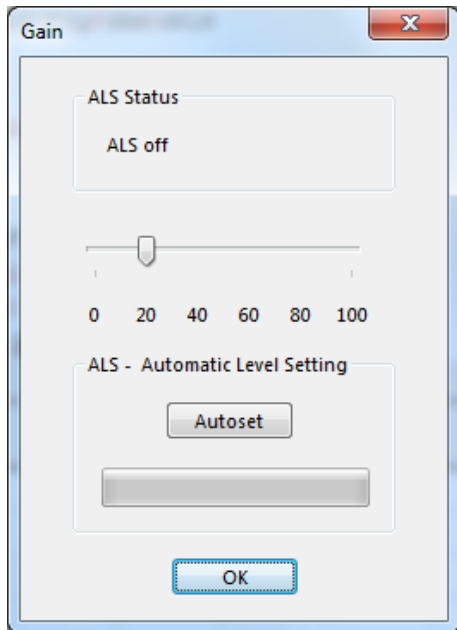 Gain
ALS Status
ALS off
0 20 40 60 80 100
ALS - Automatic Level Setting
Autoset
OK